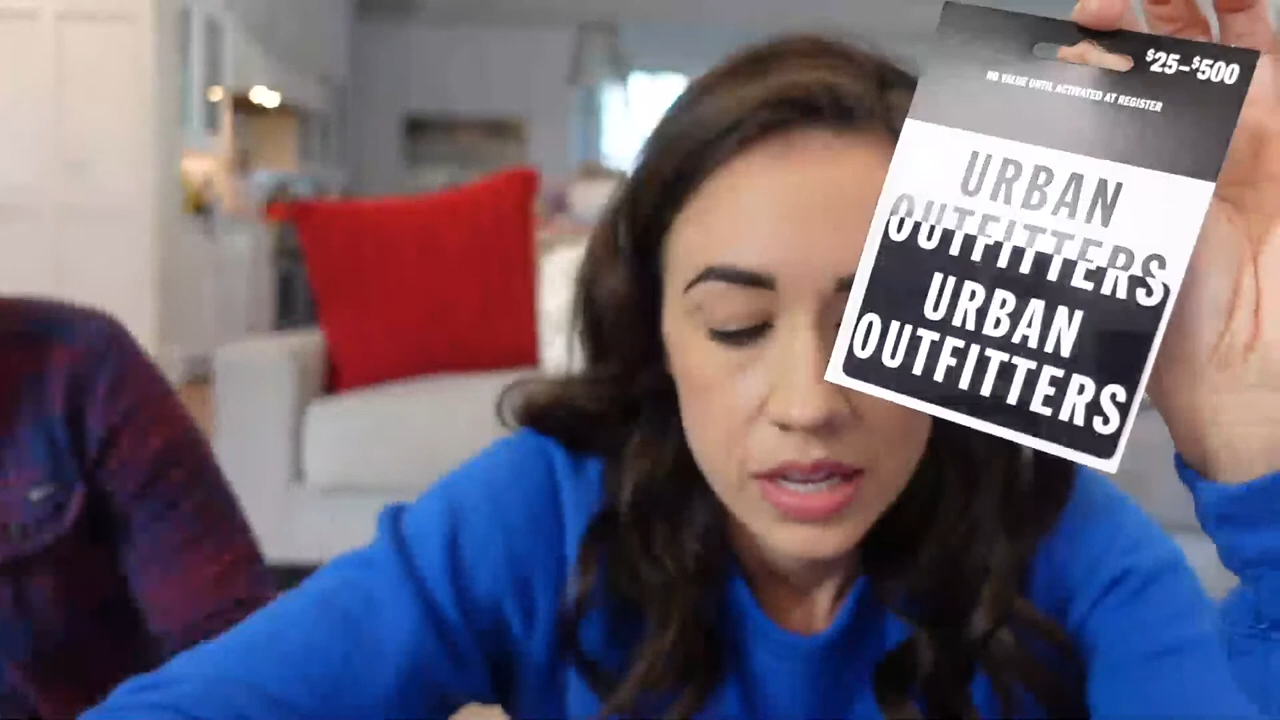 $25–$500
NO VALUE UNTIL ACTIVATED AT REGISTER
URBAN
OUTFITTERS
URBAN
OUTFITTERS